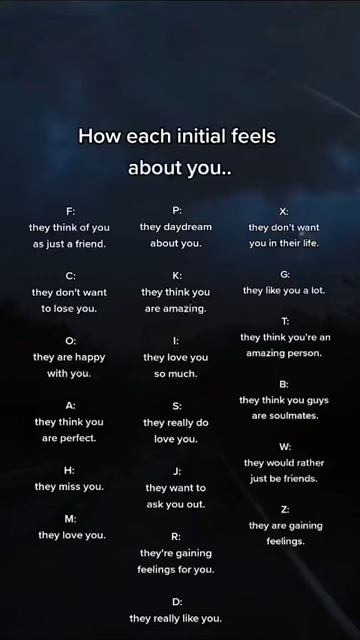 How each initial feels
about you..
F:
they think of you
as just a friend.
C:
they don't want
to lose you.
O:
they are happy
with you.
A:
they think you
are perfect.
H:
they miss you.
M:
they love you.
P:
they daydream
about you.
K:
they think you
are amazing.
I:
they love you
so much.
S:
they really do
love you.
J:
they want to
ask you out.
R:
they're gaining
feelings for you.
D:
they really like you.
X:
they don't want
you in their life.
G:
they like you a lot.
T:
they think you're an
amazing person.
B:
they think you guys
are soulmates.
W:
they would rather
just be friends.
Z:
they are gaining
feelings.